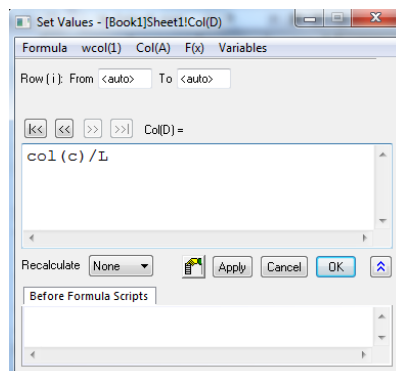 Set Values - [Book1]Sheet1!Col(D)
Formula wcol(1) Col(A) F(x) Variables
Row ( i ): From <auto> To <auto>
|<< << >> >>| Col(D) =
col(c)/L
Recalculate None Apply Cancel OK
Before Formula Scripts